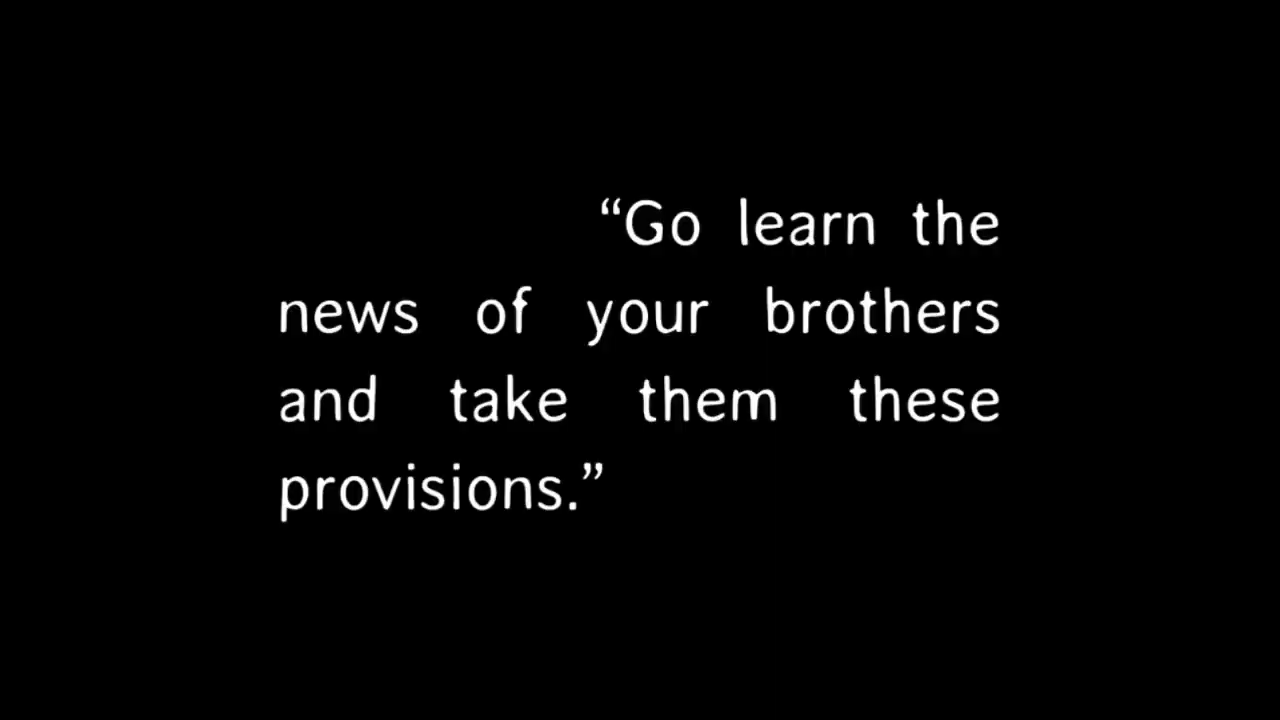 “Go learn the
news of your brothers
and take them these
provisions.”